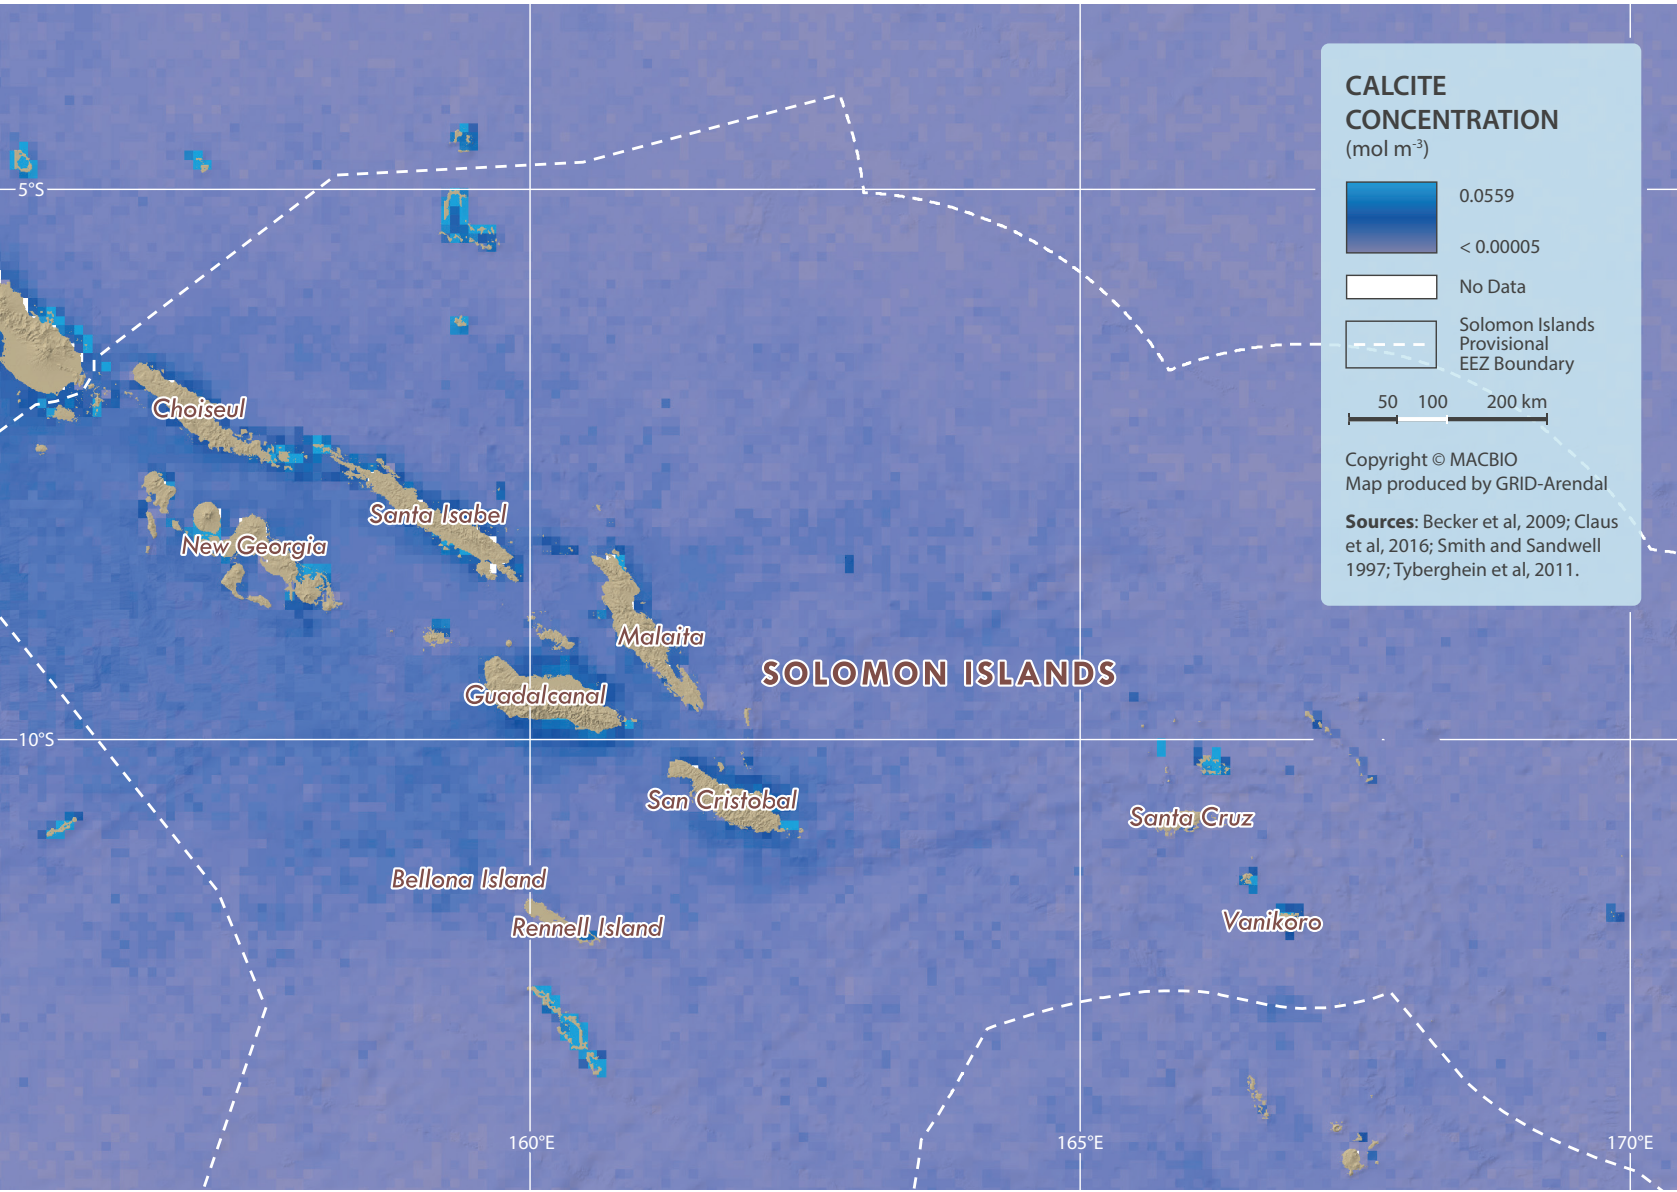 CALCITE
CONCENTRATION
(mol m⁻³)
0.0559
< 0.00005
No Data
Solomon Islands
Provisional
EEZ Boundary
50 100 200 km
Copyright © MACBIO
Map produced by GRID-Arendal
Sources: Becker et al, 2009; Claus
et al, 2016; Smith and Sandwell
1997; Tyberghein et al, 2011.
5°S
Choiseul
Santa Isabel
New Georgia
Malaita
SOLOMON ISLANDS
Guadalcanal
10°S
San Cristobal
Santa Cruz
Bellona Island
Vanikoro
Rennell Island
160°E
165°E
170°E